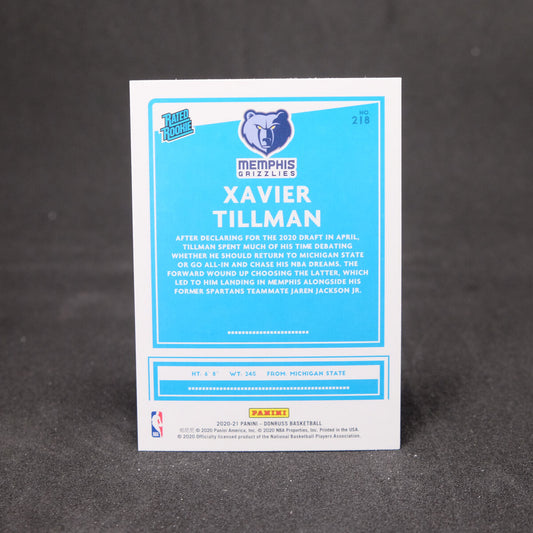 RATED
ROOKIE
NO.
218
MEMPHIS
GRIZZLIES
XAVIER
TILLMAN
AFTER DECLARING FOR THE 2020 DRAFT IN APRIL,
TILLMAN SPENT MUCH OF HIS TIME DEBATING
WHETHER HE SHOULD RETURN TO MICHIGAN STATE
OR GO ALL-IN AND CHASE HIS NBA DREAMS. THE
FORWARD WOUND UP CHOOSING THE LATTER, WHICH
LED TO HIM LANDING IN MEMPHIS ALONGSIDE HIS
FORMER SPARTANS TEAMMATE JAREN JACKSON JR.
HT: 6' 8" WT: 245 FROM: MICHIGAN STATE
PANINI
2020-21 PANINI - DONRUSS BASKETBALL
© 2020 Panini America, Inc. © 2020 NBA Properties, Inc. Printed in the USA.
© 2020 Officially licensed product of the National Basketball Players Association.